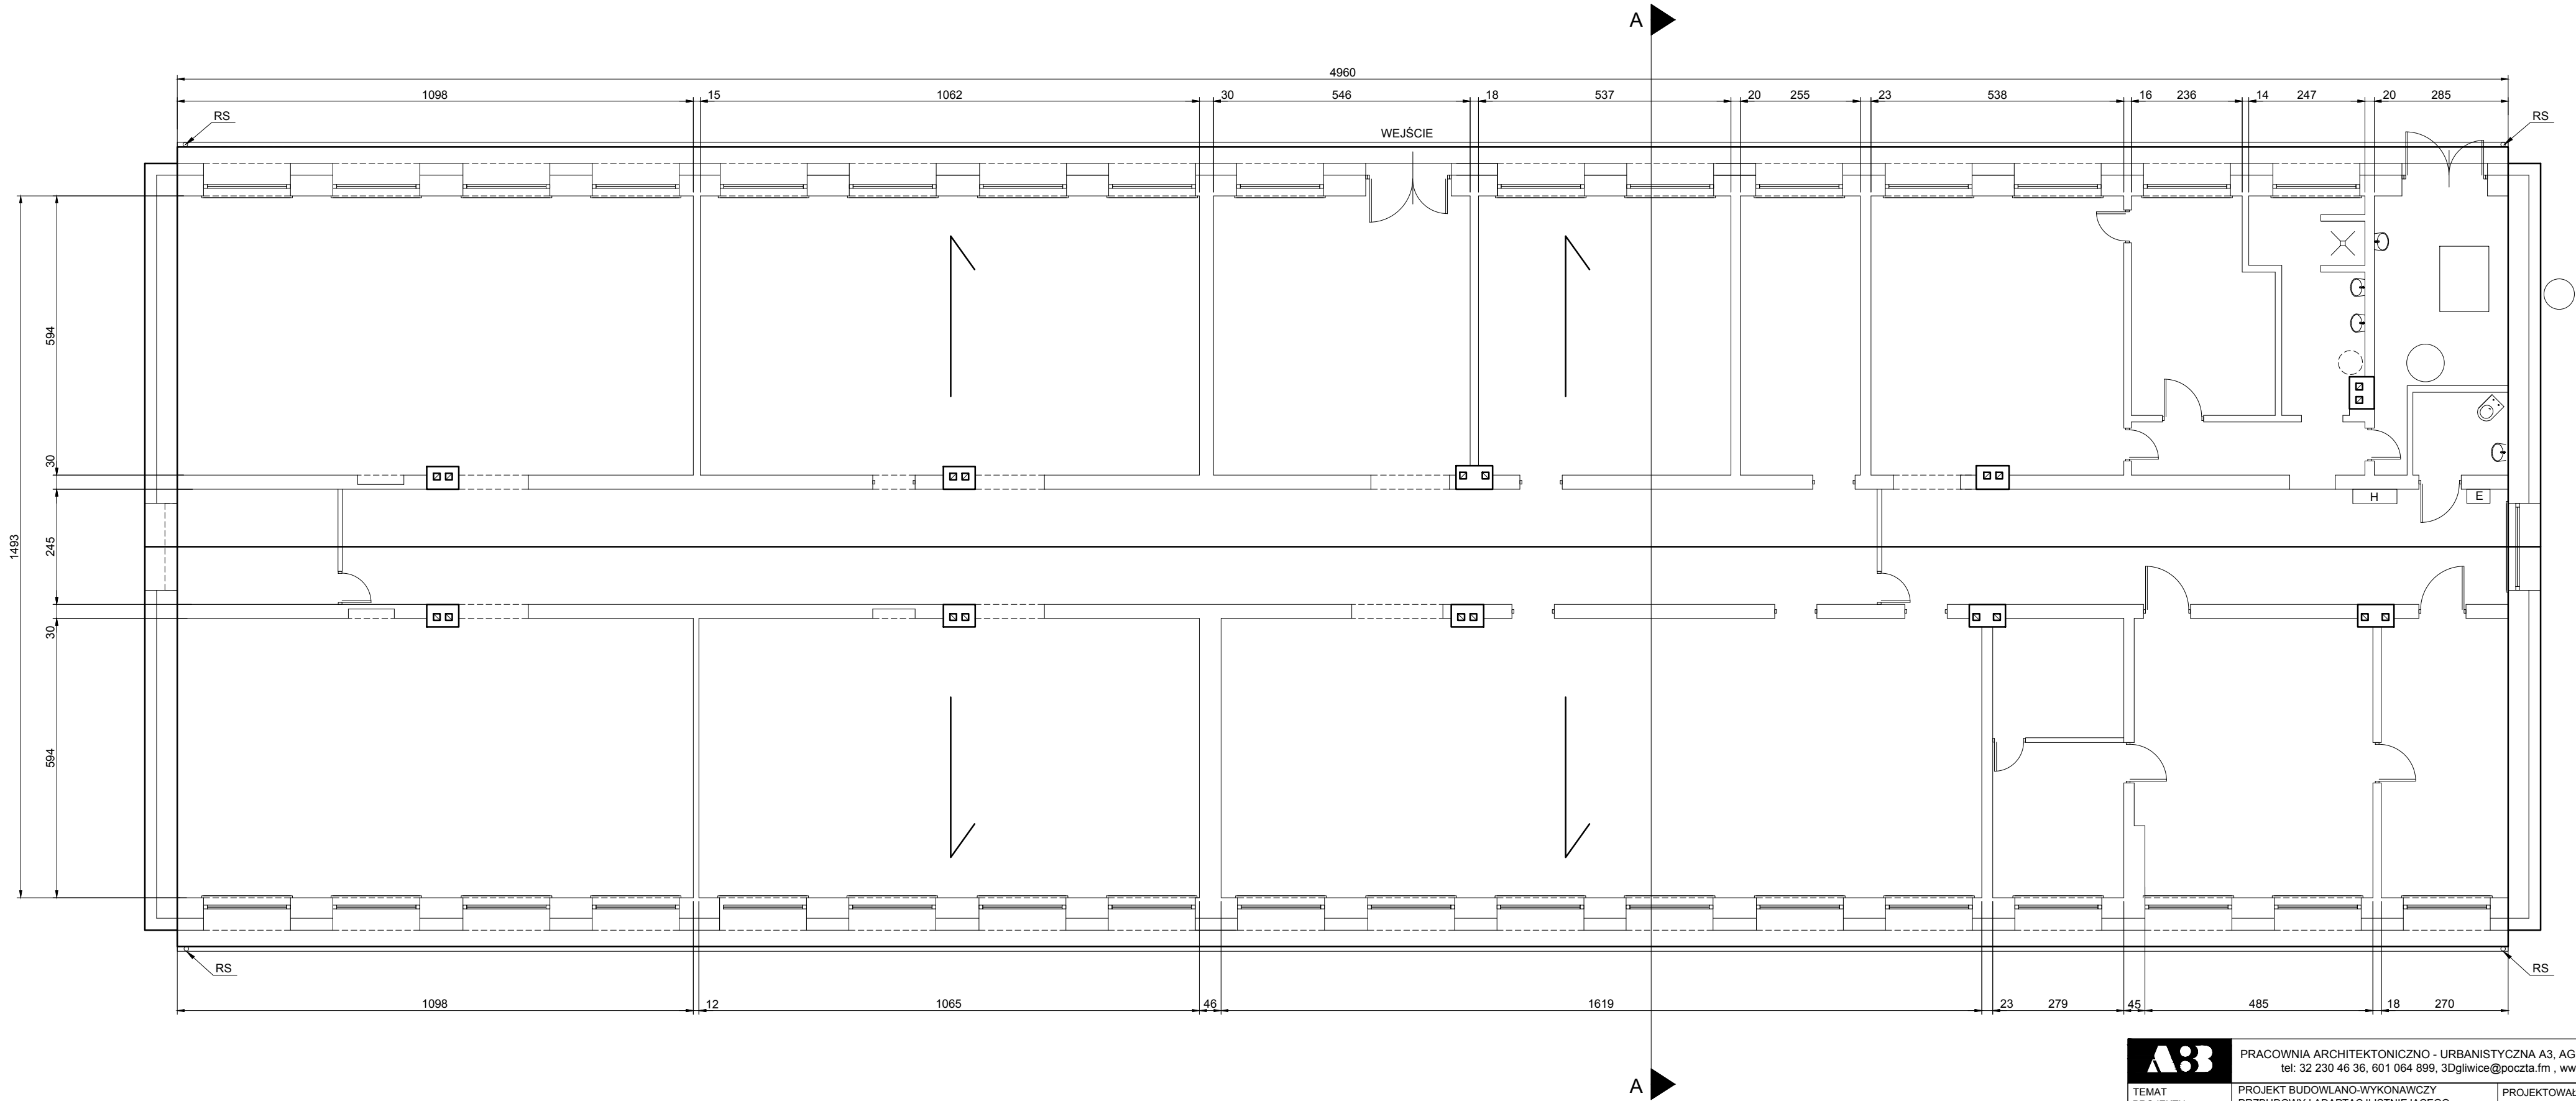 A
4960
1098 15 1062 30 546 18 537 20 255 23 538 16 236 14 247 20 285
RS
WEJŚCIE
RS
594
30
1493
245
H
E
30
594
RS
RS
1098 12 1065 46 1619 23 279 45 485 18 270
A
PRACOWNIA ARCHITEKTONICZNO - URBANISTYCZNA A3, AG
tel: 32 230 46 36, 601 064 899, 3Dgliwice@poczta.fm , ww
TEMAT
PROJEKT BUDOWLANO-WYKONAWCZY
PROJEKTOWAŁ